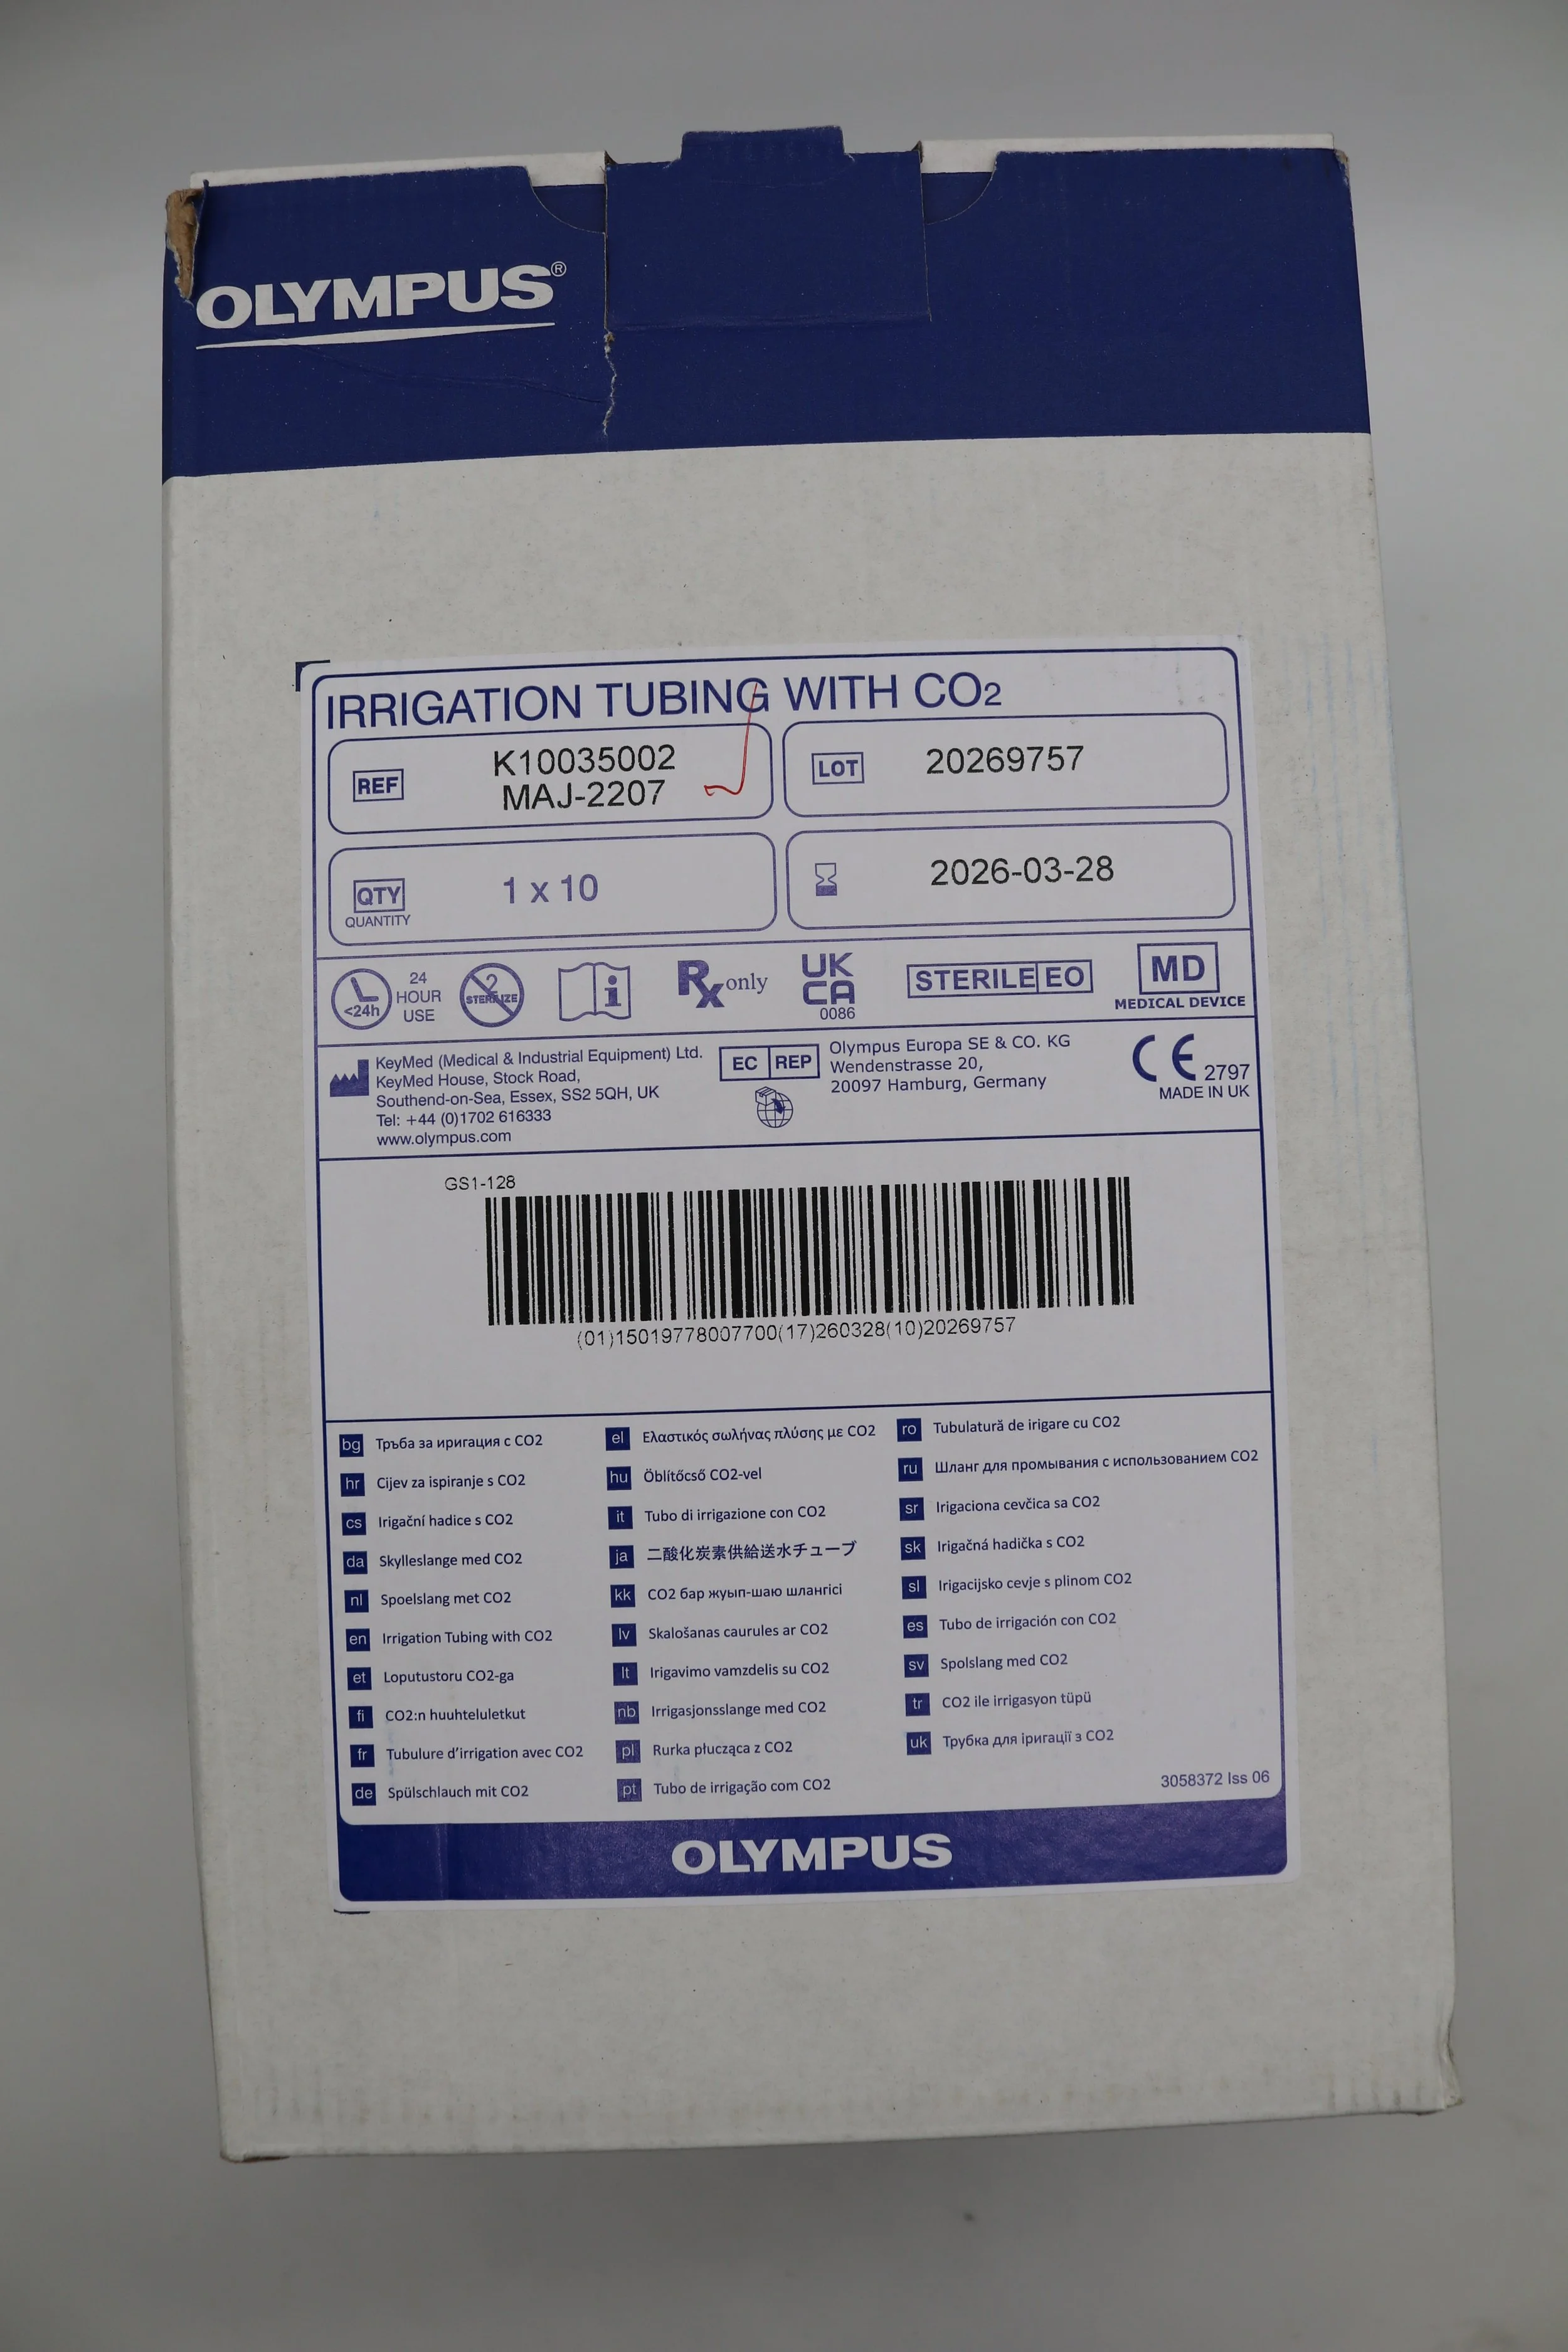 OLYMPUS®
IRRIGATION TUBING WITH CO2
REF
K10035002
MAJ-2207
LOT
20269757
QTY
QUANTITY
1 x 10
2026-03-28
<24h
24
HOUR
USE
2
STERILIZE
i
Rx only
UK
CA
0086
STERILE EO
MD
MEDICAL DEVICE
KeyMed (Medical & Industrial Equipment) Ltd.
KeyMed House, Stock Road,
Southend-on-Sea, Essex, SS2 5QH, UK
Tel: +44 (0)1702 616333
www.olympus.com
EC REP
Olympus Europa SE & CO. KG
Wendenstrasse 20,
20097 Hamburg, Germany
CE 2797
MADE IN UK
GS1-128
(01)15019778007700(17)260328(10)20269757
bg Тръба за иригация с CO2
hr Cijev za ispiranje s CO2
cs Irigační hadice s CO2
da Skylleslange med CO2
nl Spoelslang met CO2
en Irrigation Tubing with CO2
et Loputustoru CO2-ga
fi CO2:n huuhteluletkut
fr Tubulure d'irrigation avec CO2
de Spülschlauch mit CO2
el Ελαστικός σωλήνας πλύσης με CO2
hu Öblítőcső CO2-vel
it Tubo di irrigazione con CO2
ja 二酸化炭素供給送水チューブ
kk CO2 бар жуып-шаю шлангісі
lv Skalošanas caurules ar CO2
lt Irigavimo vamzdelis su CO2
nb Irrigasjonsslange med CO2
pl Rurka płucząca z CO2
pt Tubo de irrigação com CO2
ro Tubulatură de irigare cu CO2
ru Шланг для промывания с использованием CO2
sr Irigaciona cevčica sa CO2
sk Irigačná hadička s CO2
sl Irigacijsko cevje s plinom CO2
es Tubo de irrigación con CO2
sv Spolslang med CO2
tr CO2 ile irrigasyon tüpü
uk Трубка для іригації з CO2
3058372 Iss 06
OLYMPUS